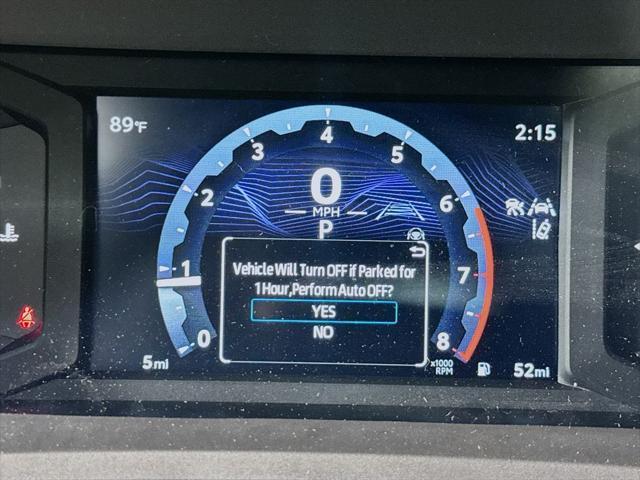 89°F
2:15
4
3
5
2
0
6
MPH
P
1
7
Vehicle Will Turn OFF if Parked for
1 Hour,Perform Auto OFF?
YES
NO
0
8
x1000
RPM
5mi
52mi